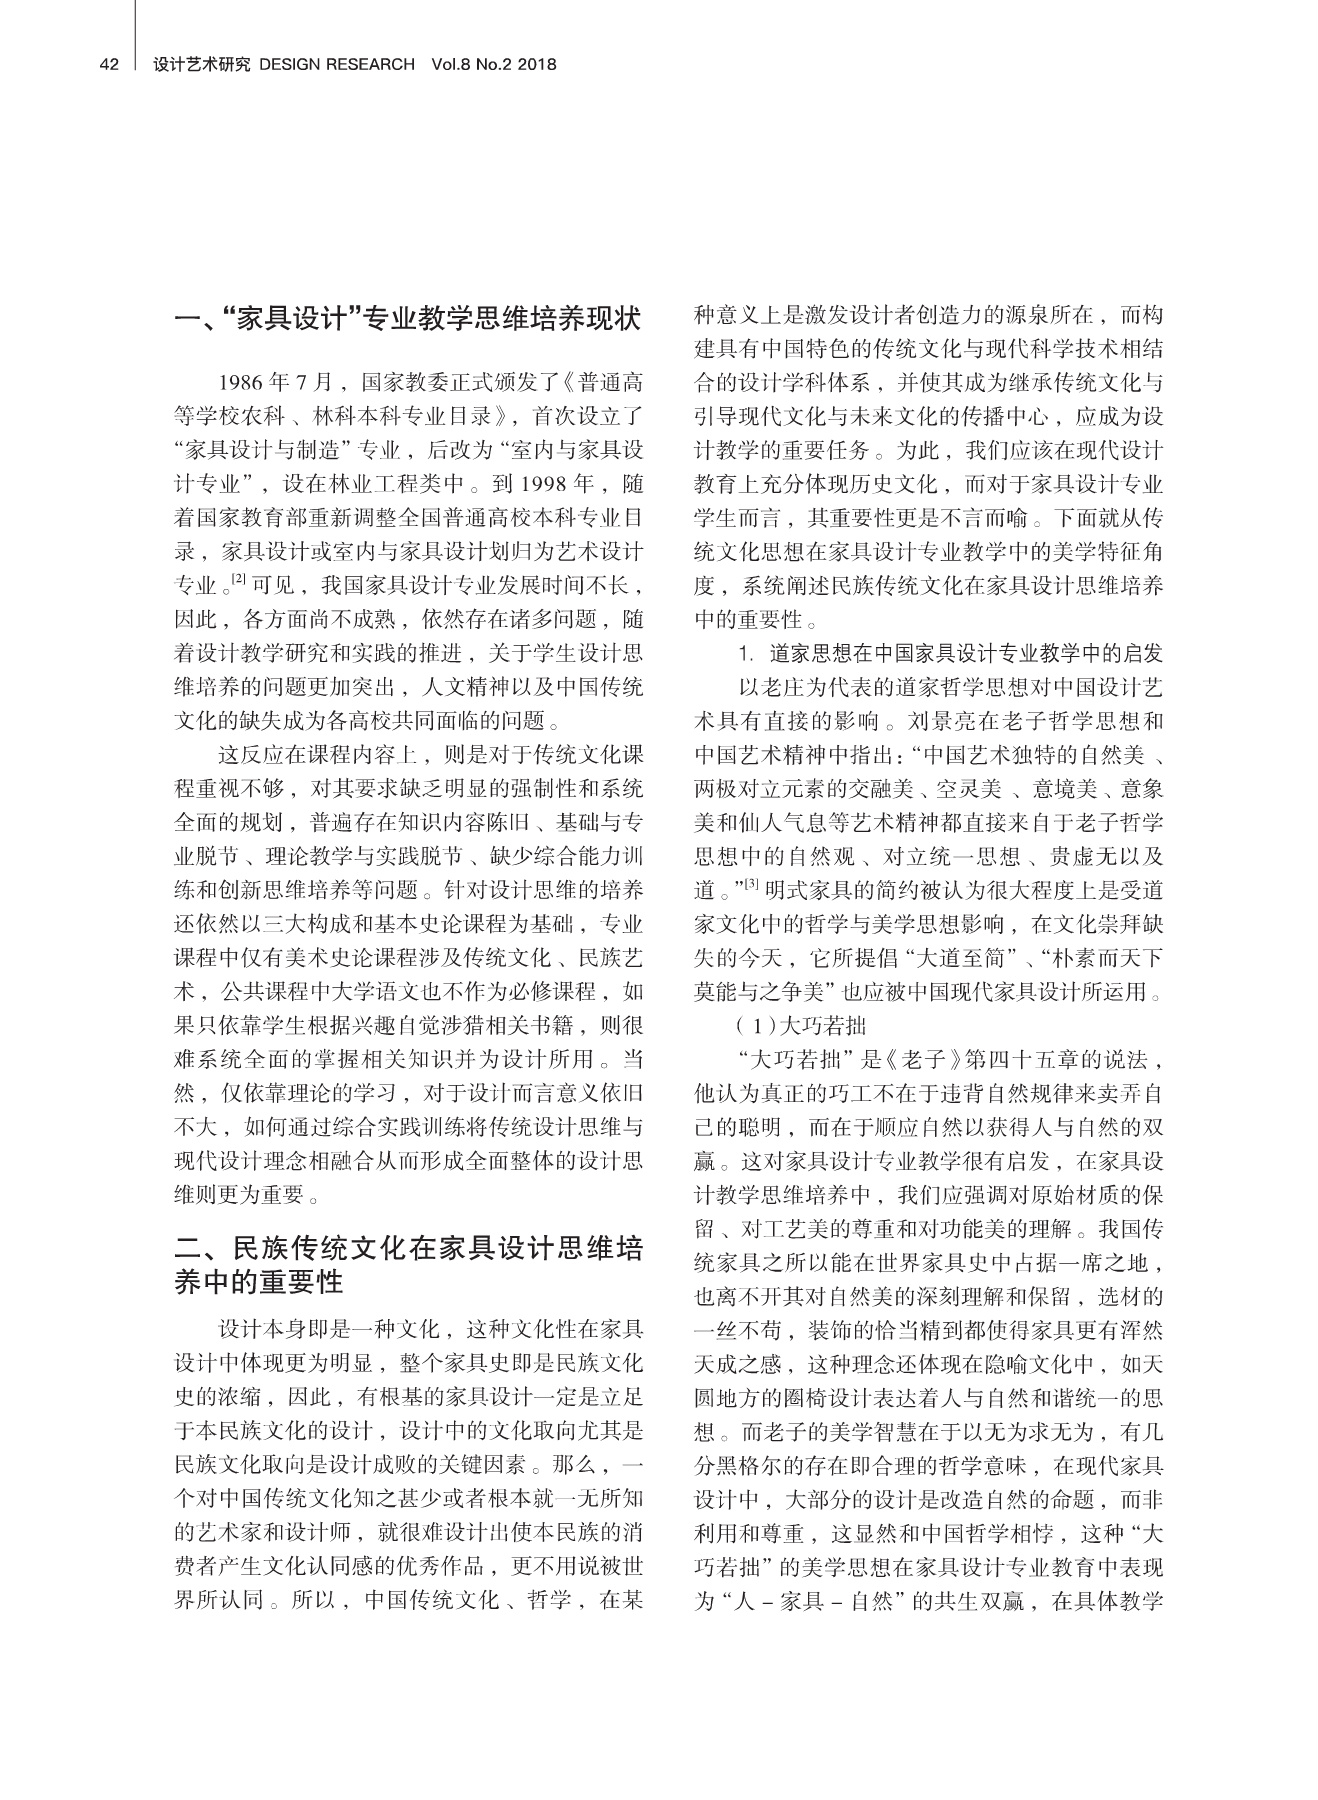 42 设计艺术研究 DESIGN RESEARCH Vol.8 No.2 2018
一、“家具设计”专业教学思维培养现状
1986 年 7 月，国家教委正式颁发了《普通高
等学校农科、林科本科专业目录》，首次设立了
“家具设计与制造”专业，后改为“室内与家具设
计专业”，设在林业工程类中。到 1998 年，随
着国家教育部重新调整全国普通高校本科专业目
录，家具设计或室内与家具设计划归为艺术设计
专业。[2] 可见，我国家具设计专业发展时间不长，
因此，各方面尚不成熟，依然存在诸多问题，随
着设计教学研究和实践的推进，关于学生设计思
维培养的问题更加突出，人文精神以及中国传统
文化的缺失成为各高校共同面临的问题。
这反应在课程内容上，则是对于传统文化课
程重视不够，对其要求缺乏明显的强制性和系统
全面的规划，普遍存在知识内容陈旧、基础与专
业脱节、理论教学与实践脱节、缺少综合能力训
练和创新思维培养等问题。针对设计思维的培养
还依然以三大构成和基本史论课程为基础，专业
课程中仅有美术史论课程涉及传统文化、民族艺
术，公共课程中大学语文也不作为必修课程，如
果只依靠学生根据兴趣自觉涉猎相关书籍，则很
难系统全面的掌握相关知识并为设计所用。当
然，仅依靠理论的学习，对于设计而言意义依旧
不大，如何通过综合实践训练将传统设计思维与
现代设计理念相融合从而形成全面整体的设计思
维则更为重要。
二、民族传统文化在家具设计思维培
养中的重要性
设计本身即是一种文化，这种文化性在家具
设计中体现更为明显，整个家具史即是民族文化
史的浓缩，因此，有根基的家具设计一定是立足
于本民族文化的设计，设计中的文化取向尤其是
民族文化取向是设计成败的关键因素。那么，一
个对中国传统文化知之甚少或者根本就一无所知
的艺术家和设计师，就很难设计出使本民族的消
费者产生文化认同感的优秀作品，更不用说被世
界所认同。所以，中国传统文化、哲学，在某
种意义上是激发设计者创造力的源泉所在，而构
建具有中国特色的传统文化与现代科学技术相结
合的设计学科体系，并使其成为继承传统文化与
引导现代文化与未来文化的传播中心，应成为设
计教学的重要任务。为此，我们应该在现代设计
教育上充分体现历史文化，而对于家具设计专业
学生而言，其重要性更是不言而喻。下面就从传
统文化思想在家具设计专业教学中的美学特征角
度，系统阐述民族传统文化在家具设计思维培养
中的重要性。
1. 道家思想在中国家具设计专业教学中的启发
以老庄为代表的道家哲学思想对中国设计艺
术具有直接的影响。刘景亮在老子哲学思想和
中国艺术精神中指出：“中国艺术独特的自然美、
两极对立元素的交融美、空灵美、意境美、意象
美和仙人气息等艺术精神都直接来自于老子哲学
思想中的自然观、对立统一思想、贵虚无以及
道。”[3] 明式家具的简约被认为很大程度上是受道
家文化中的哲学与美学思想影响，在文化崇拜缺
失的今天，它所提倡“大道至简”、“朴素而天下
莫能与之争美”也应被中国现代家具设计所运用。
（1）大巧若拙
“大巧若拙”是《老子》第四十五章的说法，
他认为真正的巧工不在于违背自然规律来卖弄自
己的聪明，而在于顺应自然以获得人与自然的双
赢。这对家具设计专业教学很有启发，在家具设
计教学思维培养中，我们应强调对原始材质的保
留、对工艺美的尊重和对功能美的理解。我国传
统家具之所以能在世界家具史中占据一席之地，
也离不开其对自然美的深刻理解和保留，选材的
一丝不苟，装饰的恰当精到都使得家具更有浑然
天成之感，这种理念还体现在隐喻文化中，如天
圆地方的圈椅设计表达着人与自然和谐统一的思
想。而老子的美学智慧在于以无为求无为，有几
分黑格尔的存在即合理的哲学意味，在现代家具
设计中，大部分的设计是改造自然的命题，而非
利用和尊重，这显然和中国哲学相悖，这种“大
巧若拙”的美学思想在家具设计专业教育中表现
为“人－家具－自然”的共生双赢，在具体教学